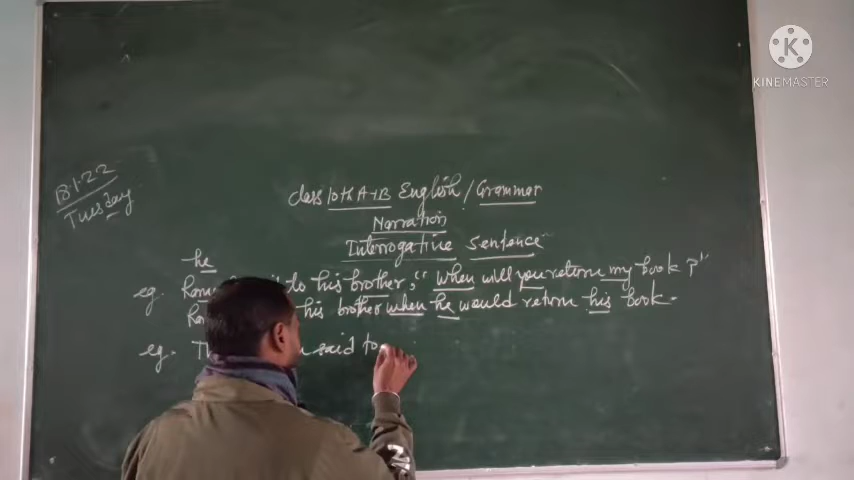 18.1.22
Tuesday
Class 10th A+B English / Grammar
Narration
Interrogative Sentence
he
eg. to his brother, "when will you return my book ?"
his brother when he would return his book.
eg. said to
K
KINEMASTER